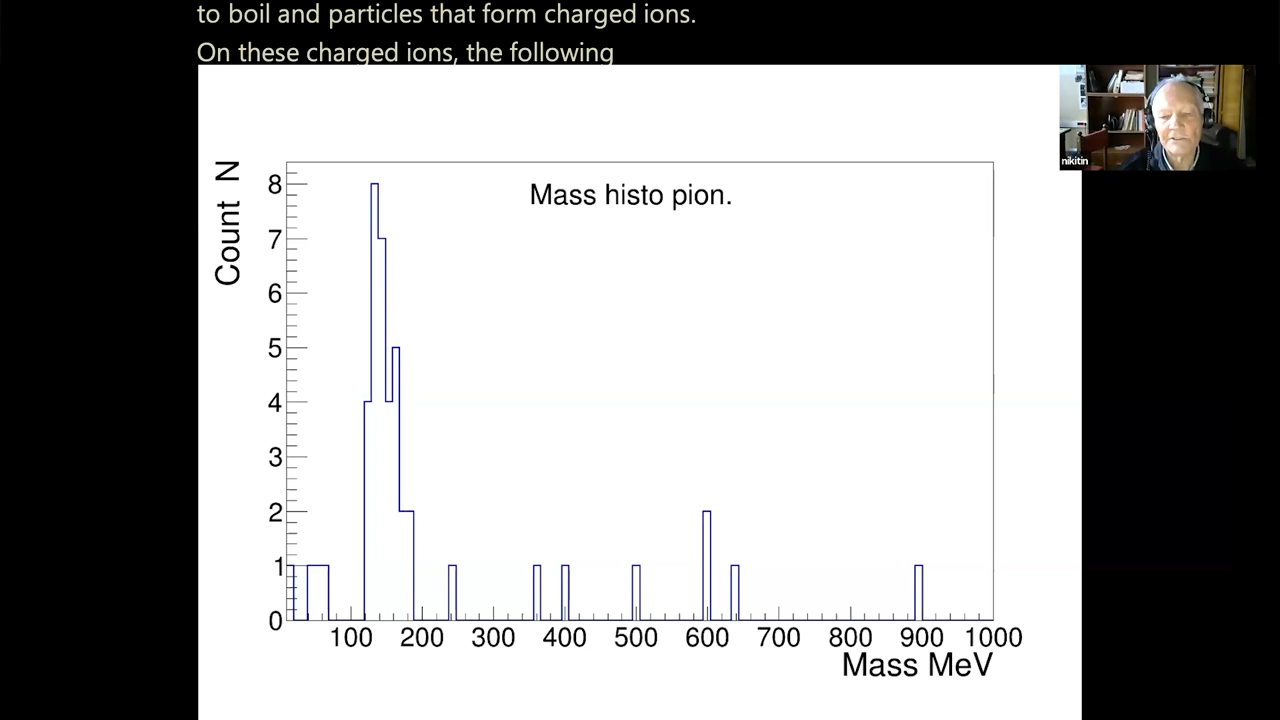 to boil and particles that form charged ions.
On these charged ions, the following
nikitin
Mass histo pion.
Count N
8
7
6
5
4
3
2
1
0
100 200 300 400 500 600 700 800 900 1000
Mass MeV